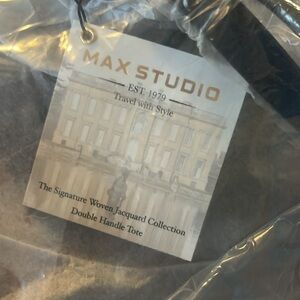 MAX STUDIO
EST. 1979
Travel with Style
The Signature Woven Jacquard Collection
Double Handle Tote